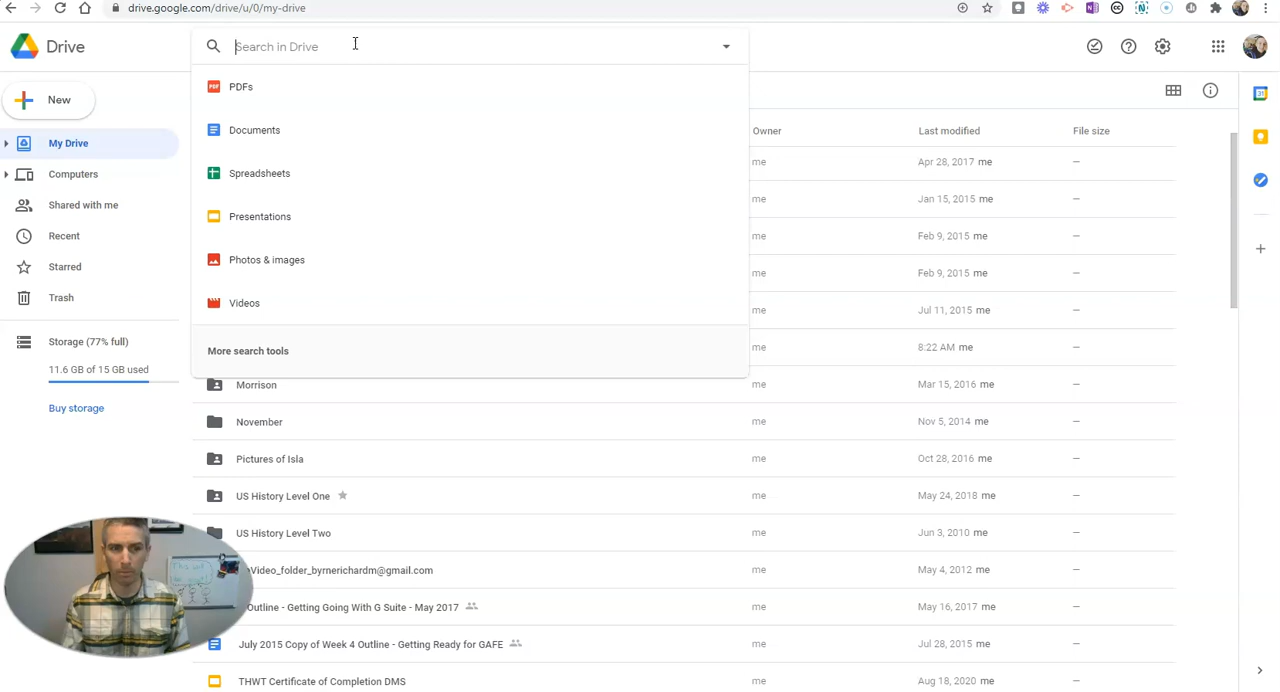 drive.google.com/drive/u/0/my-drive
Drive
Search in Drive
New
My Drive
Computers
Shared with me
Recent
Starred
Trash
Storage (77% full)
11.6 GB of 15 GB used
Buy storage
PDFs
Documents
Spreadsheets
Presentations
Photos & images
Videos
More search tools
Owner Last modified File size
me Apr 28, 2017 me –
me Jan 15, 2015 me –
me Feb 9, 2015 me –
me Feb 9, 2015 me –
me Jul 11, 2015 me –
me 8:22 AM me –
Morrison me Mar 15, 2016 me –
November me Nov 5, 2014 me –
Pictures of Isla me Oct 28, 2016 me –
US History Level One me May 24, 2018 me –
US History Level Two me Jun 3, 2010 me –
Video_folder_byrnerichardm@gmail.com me May 4, 2012 me –
Outline - Getting Going With G Suite - May 2017 me May 16, 2017 me –
July 2015 Copy of Week 4 Outline - Getting Ready for GAFE me Jul 28, 2015 me –
THWT Certificate of Completion DMS me Aug 18, 2020 me –